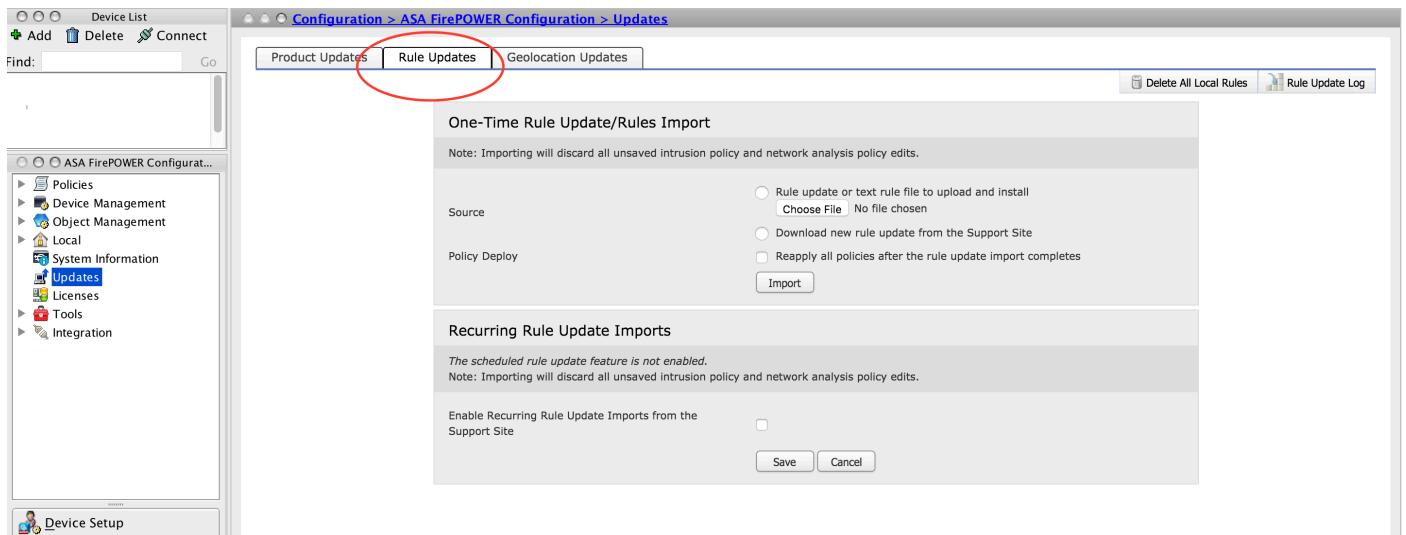 Device List
Add Delete Connect
Find: Go
ASA FirePOWER Configurat...
Policies
Device Management
Object Management
Local
System Information
Updates
Licenses
Tools
Integration
Device Setup
Configuration > ASA FirePOWER Configuration > Updates
Product Updates Rule Updates Geolocation Updates
Delete All Local Rules Rule Update Log
One-Time Rule Update/Rules Import
Note: Importing will discard all unsaved intrusion policy and network analysis policy edits.
Source
Rule update or text rule file to upload and install
Choose File No file chosen
Download new rule update from the Support Site
Policy Deploy Reapply all policies after the rule update import completes
Import
Recurring Rule Update Imports
The scheduled rule update feature is not enabled.
Note: Importing will discard all unsaved intrusion policy and network analysis policy edits.
Enable Recurring Rule Update Imports from the
Support Site
Save Cancel